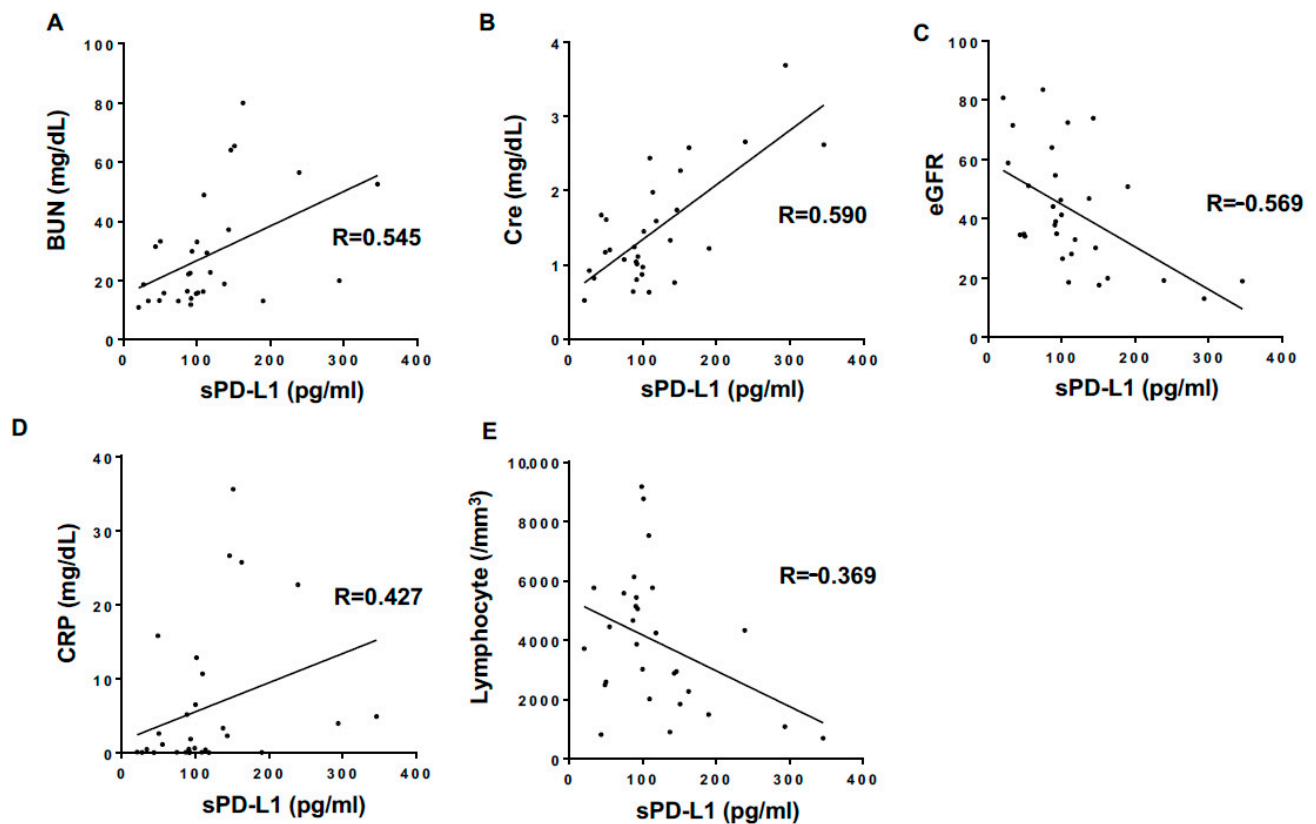 A
BUN (mg/dL)
100
80
60
40
20
0
R=0.545
0 100 200 300 400
sPD-L1 (pg/ml)
B
Cre (mg/dL)
4
3
2
1
0
R=0.590
0 100 200 300 400
sPD-L1 (pg/ml)
C
eGFR
100
80
60
40
20
0
R=-0.569
0 100 200 300 400
sPD-L1 (pg/ml)
D
CRP (mg/dL)
40
30
20
10
0
R=0.427
0 100 200 300 400
sPD-L1 (pg/ml)
E
Lymphocyte (/mm³)
10,000
8000
6000
4000
2000
0
R=-0.369
0 100 200 300 400
sPD-L1 (pg/ml)